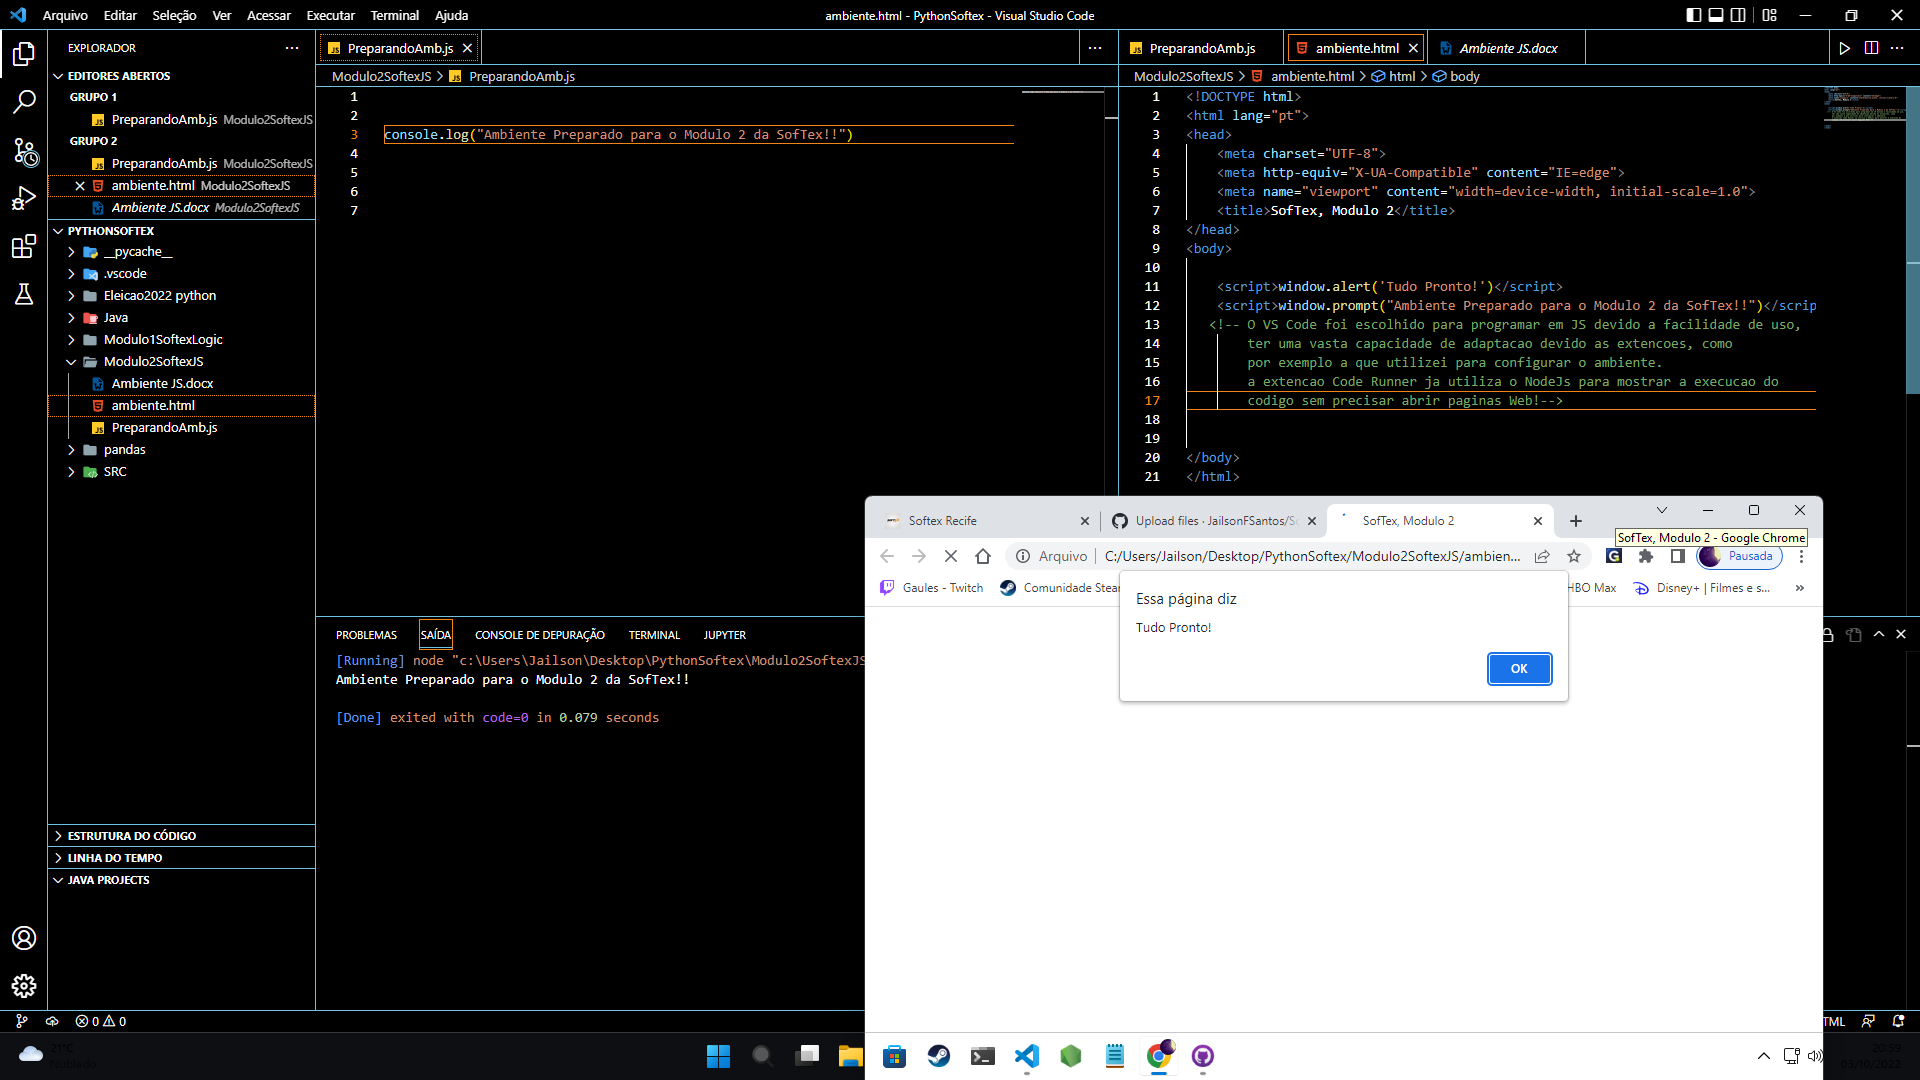 Arquivo Editar Seleção Ver Acessar Executar Terminal Ajuda
ambiente.html - PythonSoftex - Visual Studio Code
EXPLORADOR
EDITORES ABERTOS
GRUPO 1
PreparandoAmb.js Modulo2SoftexJS
GRUPO 2
PreparandoAmb.js Modulo2SoftexJS
ambiente.html Modulo2SoftexJS
Ambiente JS.docx Modulo2SoftexJS
PYTHONSOFTEX
__pycache__
.vscode
Eleicao2022 python
Java
Modulo1SoftexLogic
Modulo2SoftexJS
Ambiente JS.docx
ambiente.html
PreparandoAmb.js
pandas
SRC
ESTRUTURA DO CÓDIGO
LINHA DO TEMPO
JAVA PROJECTS
0 0
PreparandoAmb.js
Modulo2SoftexJS > PreparandoAmb.js
1
2
3 console.log("Ambiente Preparado para o Modulo 2 da SofTex!!")
4
5
6
7
PreparandoAmb.js ambiente.html Ambiente JS.docx
Modulo2SoftexJS > ambiente.html > html > body
1 <!DOCTYPE html>
2 <html lang="pt">
3 <head>
4 <meta charset="UTF-8">
5 <meta http-equiv="X-UA-Compatible" content="IE=edge">
6 <meta name="viewport" content="width=device-width, initial-scale=1.0">
7 <title>SofTex, Modulo 2</title>
8 </head>
9 <body>
10
11 <script>window.alert('Tudo Pronto!')</script>
12 <script>window.prompt("Ambiente Preparado para o Modulo 2 da SofTex!!")</scrip
13 <!-- O VS Code foi escolhido para programar em JS devido a facilidade de uso,
14 ter uma vasta capacidade de adaptacao devido as extencoes, como
15 por exemplo a que utilizei para configurar o ambiente.
16 a extencao Code Runner ja utiliza o NodeJs para mostrar a execucao do
17 codigo sem precisar abrir paginas Web!-->
18
19
20 </body>
21 </html>
PROBLEMAS SAÍDA CONSOLE DE DEPURAÇÃO TERMINAL JUPYTER
[Running] node "c:\Users\Jailson\Desktop\PythonSoftex\Modulo2SoftexJS
Ambiente Preparado para o Modulo 2 da SofTex!!
[Done] exited with code=0 in 0.079 seconds
Softex Recife
Upload files · JailsonFSantos/Sc
SofTex, Modulo 2
SofTex, Modulo 2 - Google Chrome
Arquivo C:/Users/Jailson/Desktop/PythonSoftex/Modulo2SoftexJS/ambien...
Pausada
Gaules - Twitch Comunidade Stea HBO Max Disney+ | Filmes e s... »
Essa página diz
Tudo Pronto!
OK
TML
21°C
Nublado
20:59
03/10/2022